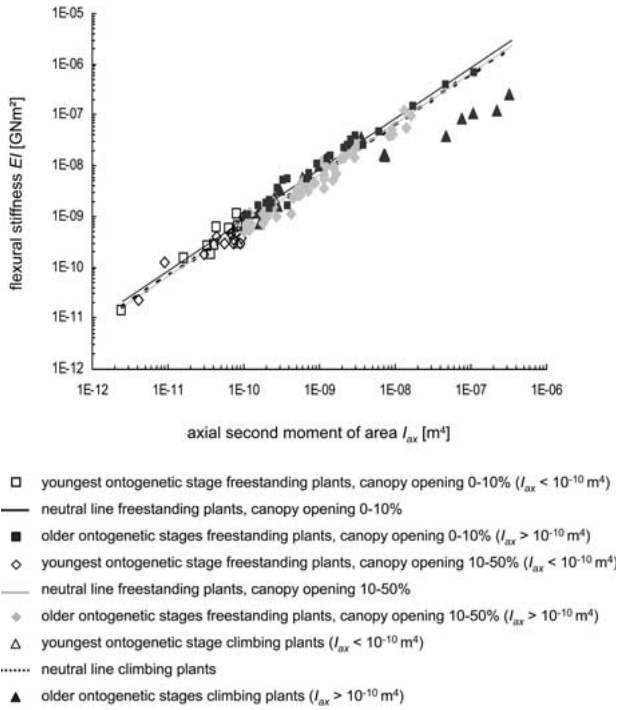 1E-05
1E-06
1E-07
1E-08
1E-09
1E-10
1E-11
1E-12
flexural stiffness EI [GNm²]
1E-12 1E-11 1E-10 1E-09 1E-08 1E-07 1E-06
axial second moment of area Iₐₓ [m⁴]
youngest ontogenetic stage freestanding plants, canopy opening 0-10% (Iₐₓ < 10⁻¹⁰ m⁴)
neutral line freestanding plants, canopy opening 0-10%
older ontogenetic stages freestanding plants, canopy opening 0-10% (Iₐₓ > 10⁻¹⁰ m⁴)
youngest ontogenetic stage freestanding plants, canopy opening 10-50% (Iₐₓ < 10⁻¹⁰ m⁴)
neutral line freestanding plants, canopy opening 10-50%
older ontogenetic stages freestanding plants, canopy opening 10-50% (Iₐₓ > 10⁻¹⁰ m⁴)
youngest ontogenetic stage climbing plants (Iₐₓ < 10⁻¹⁰ m⁴)
neutral line climbing plants
older ontogenetic stages climbing plants (Iₐₓ > 10⁻¹⁰ m⁴)